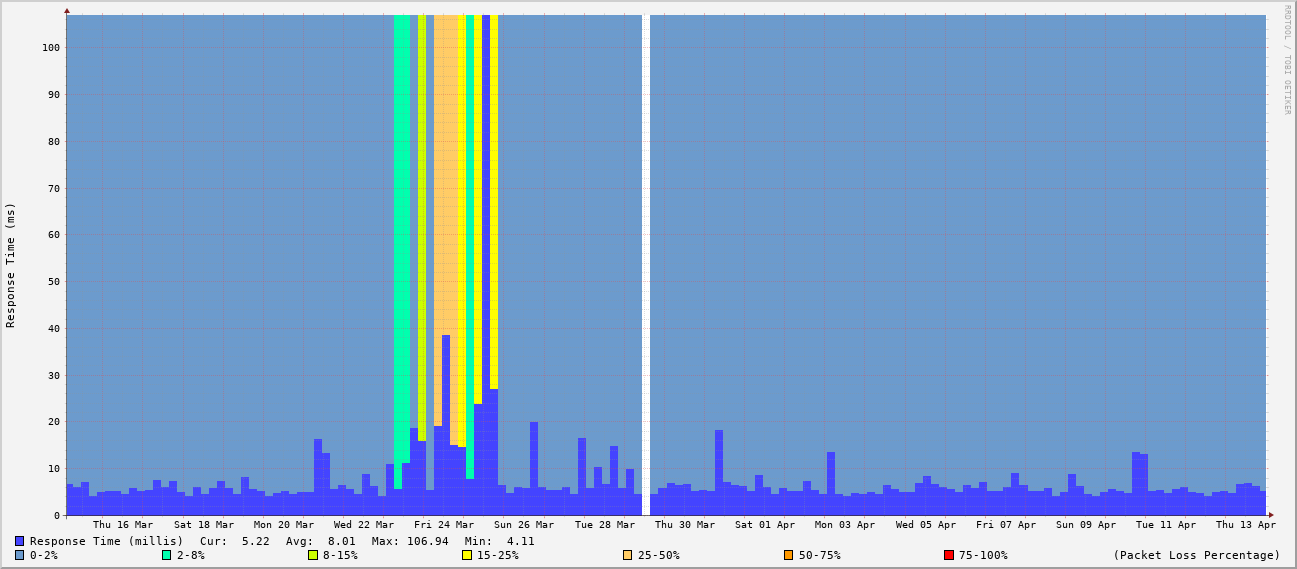 RRDTOOL / TOBI OETIKER
Response Time (ms)
100
90
80
70
60
50
40
30
20
10
0
Thu 16 Mar Sat 18 Mar Mon 20 Mar Wed 22 Mar Fri 24 Mar Sun 26 Mar Tue 28 Mar Thu 30 Mar Sat 01 Apr Mon 03 Apr Wed 05 Apr Fri 07 Apr Sun 09 Apr Tue 11 Apr Thu 13 Apr
Response Time (millis) Cur: 5.22 Avg: 8.01 Max: 106.94 Min: 4.11
0-2% 2-8% 8-15% 15-25% 25-50% 50-75% 75-100% (Packet Loss Percentage)